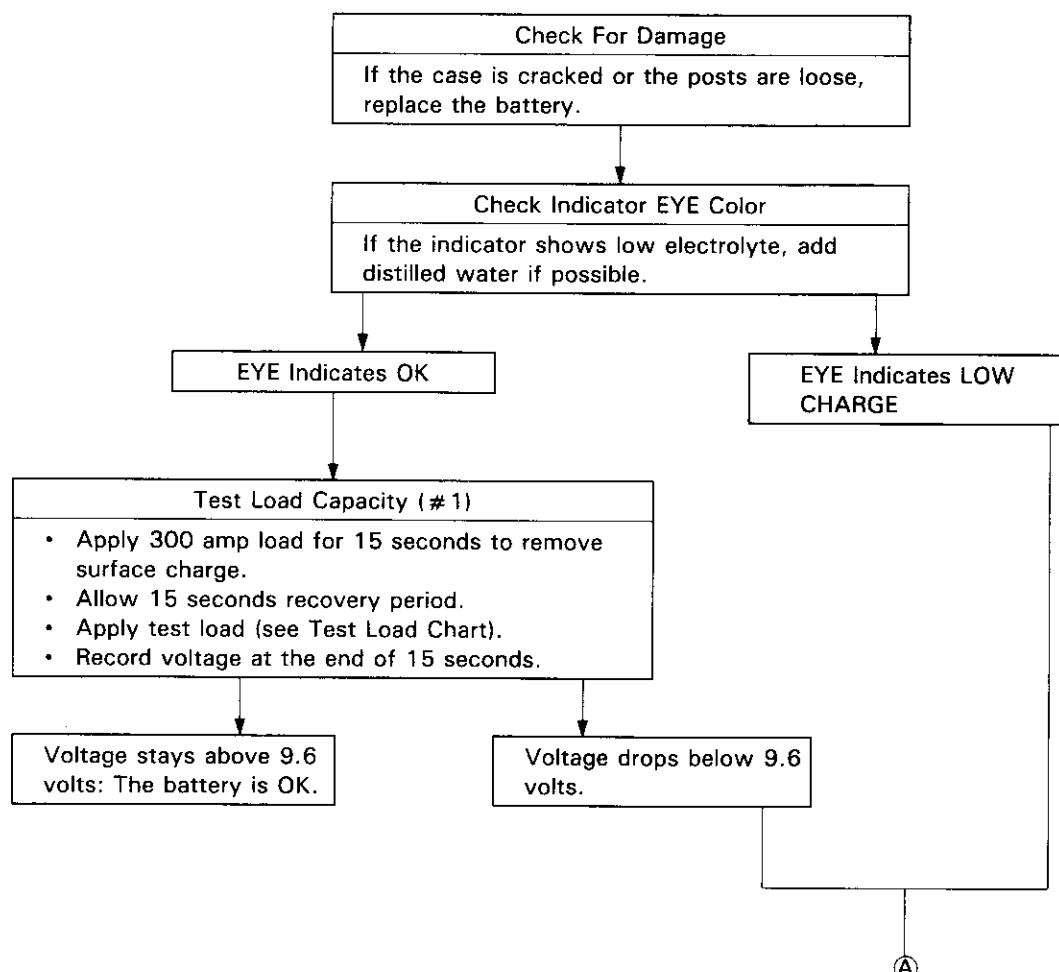 Check For Damage
If the case is cracked or the posts are loose,
replace the battery.
Check Indicator EYE Color
If the indicator shows low electrolyte, add
distilled water if possible.
EYE Indicates OK
EYE Indicates LOW
CHARGE
Test Load Capacity (#1)
• Apply 300 amp load for 15 seconds to remove
surface charge.
• Allow 15 seconds recovery period.
• Apply test load (see Test Load Chart).
• Record voltage at the end of 15 seconds.
Voltage stays above 9.6
volts: The battery is OK.
Voltage drops below 9.6
volts.
A